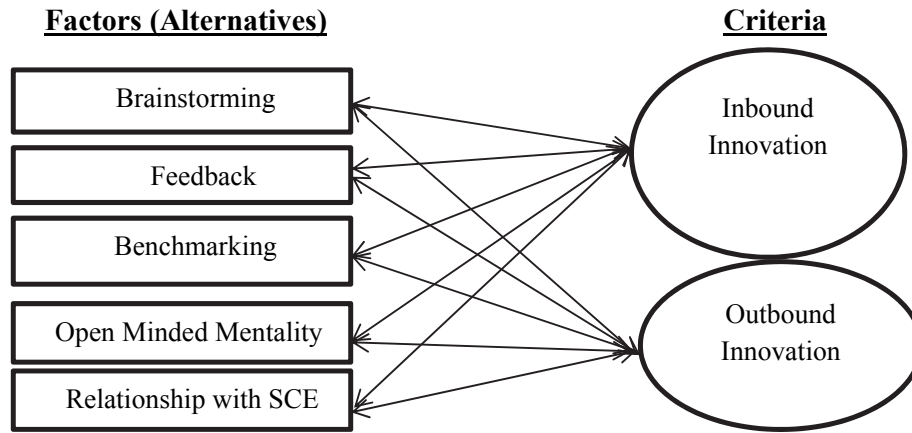 Factors (Alternatives)
Criteria
Brainstorming
Feedback
Benchmarking
Open Minded Mentality
Relationship with SCE
Inbound
Innovation
Outbound
Innovation